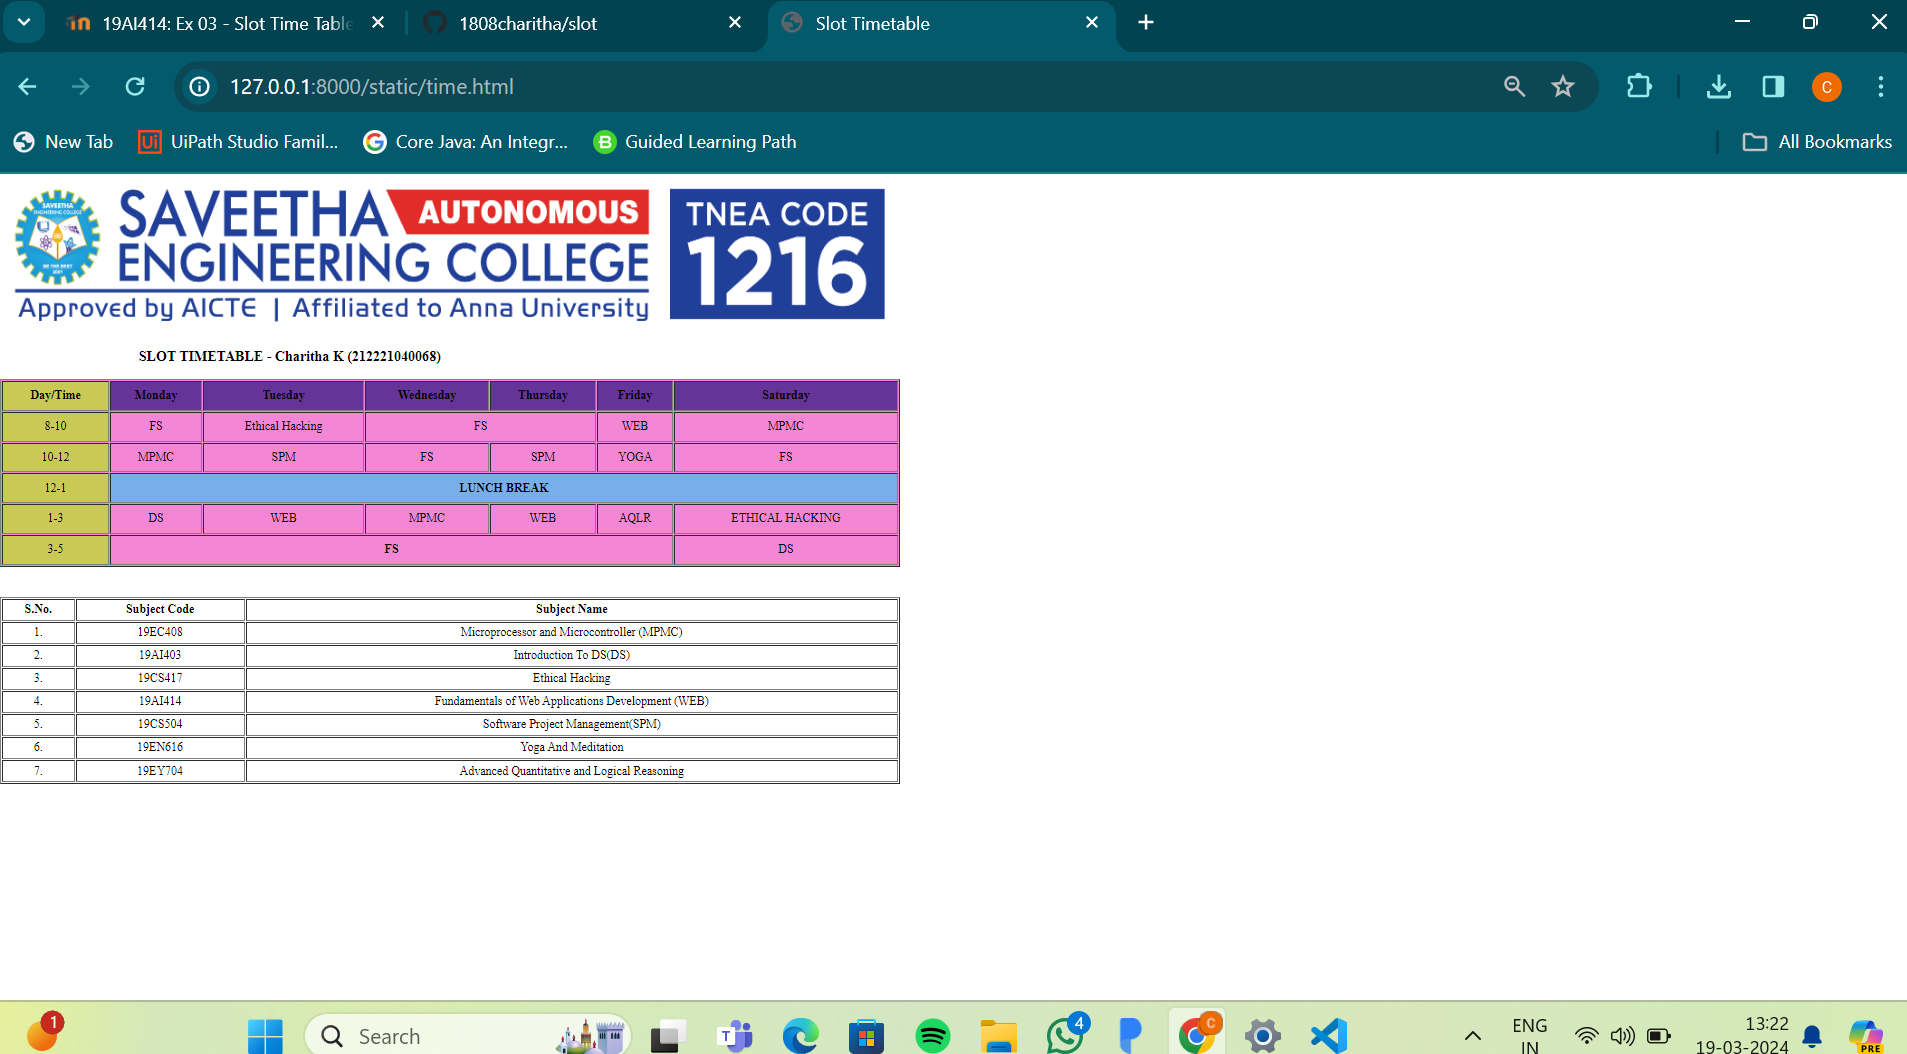 19AI414: Ex 03 - Slot Time Table
1808charitha/slot
Slot Timetable
127.0.0.1:8000/static/time.html
C
New Tab
UiPath Studio Famil...
Core Java: An Integr...
Guided Learning Path
All Bookmarks
SAVEETHA AUTONOMOUS
ENGINEERING COLLEGE
Approved by AICTE | Affiliated to Anna University
TNEA CODE
1216
SAVEETHA
ENGINEERING COLLEGE
SLOT TIMETABLE - Charitha K (212221040068)
Day/Time Monday Tuesday Wednesday Thursday Friday Saturday
8-10 FS Ethical Hacking FS WEB MPMC
10-12 MPMC SPM FS SPM YOGA FS
12-1 LUNCH BREAK
1-3 DS WEB MPMC WEB AQLR ETHICAL HACKING
3-5 FS DS
S.No. Subject Code Subject Name
1. 19EC408 Microprocessor and Microcontroller (MPMC)
2. 19AI403 Introduction To DS(DS)
3. 19CS417 Ethical Hacking
4. 19AI414 Fundamentals of Web Applications Development (WEB)
5. 19CS504 Software Project Management(SPM)
6. 19EN616 Yoga And Meditation
7. 19EY704 Advanced Quantitative and Logical Reasoning
1
Search
4
C
ENG
IN
13:22
19-03-2024
PRE